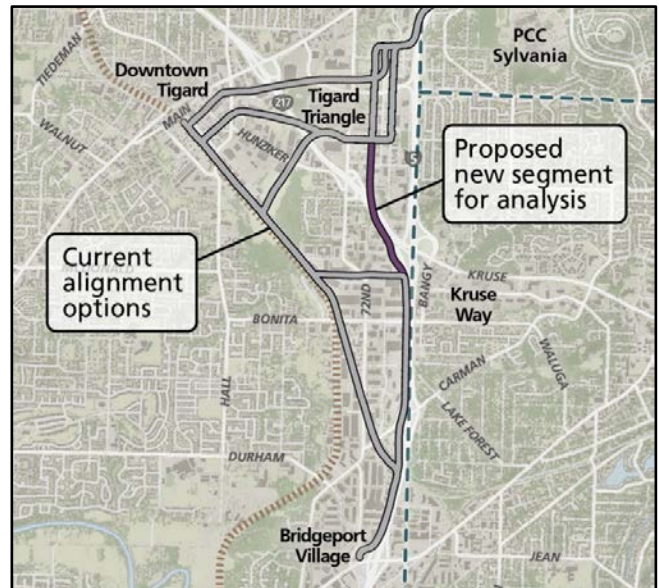 PCC
Sylvania
TIEDEMAN
Downtown
Tigard
MAIN
217
Tigard
Triangle
WALNUT
HUNZIKER
5
Proposed
new segment
for analysis
Current
alignment
options
KRUSE
Kruse
Way
BANGY
72ND
BONITA
CARMAN
WALUGA
HALL
LAKE FOREST
DURHAM
Bridgeport
Village
JEAN